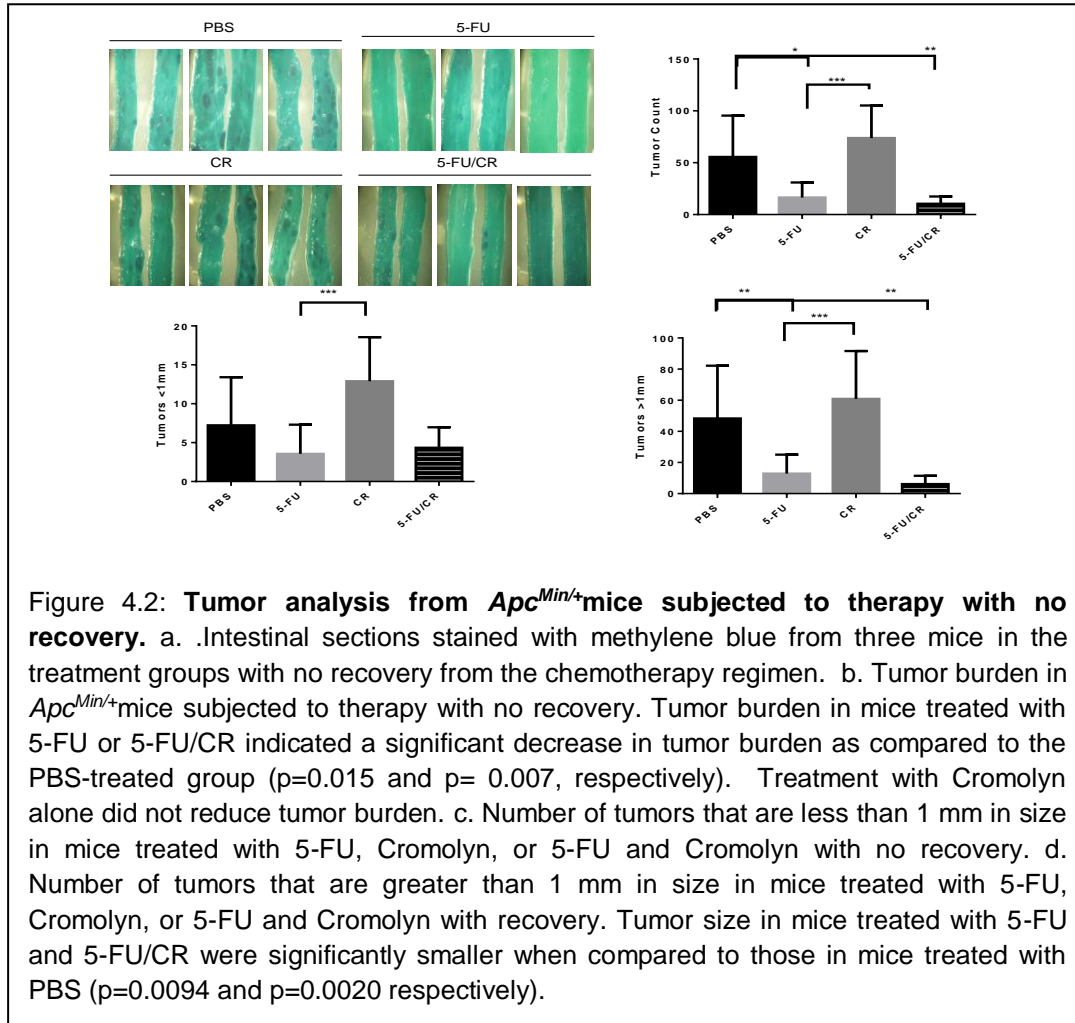 PBS
5-FU
CR
5-FU/CR
Tumor Count
150
100
50
0
*
**
***
PBS
5-FU
CR
5-FU/CR
Tumors <1mm
20
15
10
5
0
***
PBS
5-FU
CR
5-FU/CR
Tumors >1mm
100
80
60
40
20
0
**
**
***
PBS
5-FU
CR
5-FU/CR
Figure 4.2: Tumor analysis from ApcMin/+mice subjected to therapy with no
recovery. a. .Intestinal sections stained with methylene blue from three mice in the
treatment groups with no recovery from the chemotherapy regimen. b. Tumor burden in
ApcMin/+mice subjected to therapy with no recovery. Tumor burden in mice treated with
5-FU or 5-FU/CR indicated a significant decrease in tumor burden as compared to the
PBS-treated group (p=0.015 and p= 0.007, respectively). Treatment with Cromolyn
alone did not reduce tumor burden. c. Number of tumors that are less than 1 mm in size
in mice treated with 5-FU, Cromolyn, or 5-FU and Cromolyn with no recovery. d.
Number of tumors that are greater than 1 mm in size in mice treated with 5-FU,
Cromolyn, or 5-FU and Cromolyn with recovery. Tumor size in mice treated with 5-FU
and 5-FU/CR were significantly smaller when compared to those in mice treated with
PBS (p=0.0094 and p=0.0020 respectively).